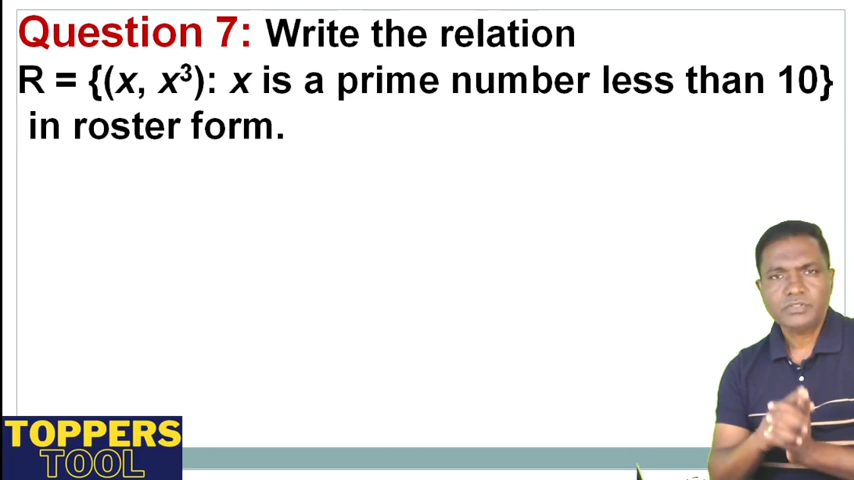 Question 7: Write the relation
R = {(x, x³): x is a prime number less than 10}
in roster form.
TOPPERS
TOOL